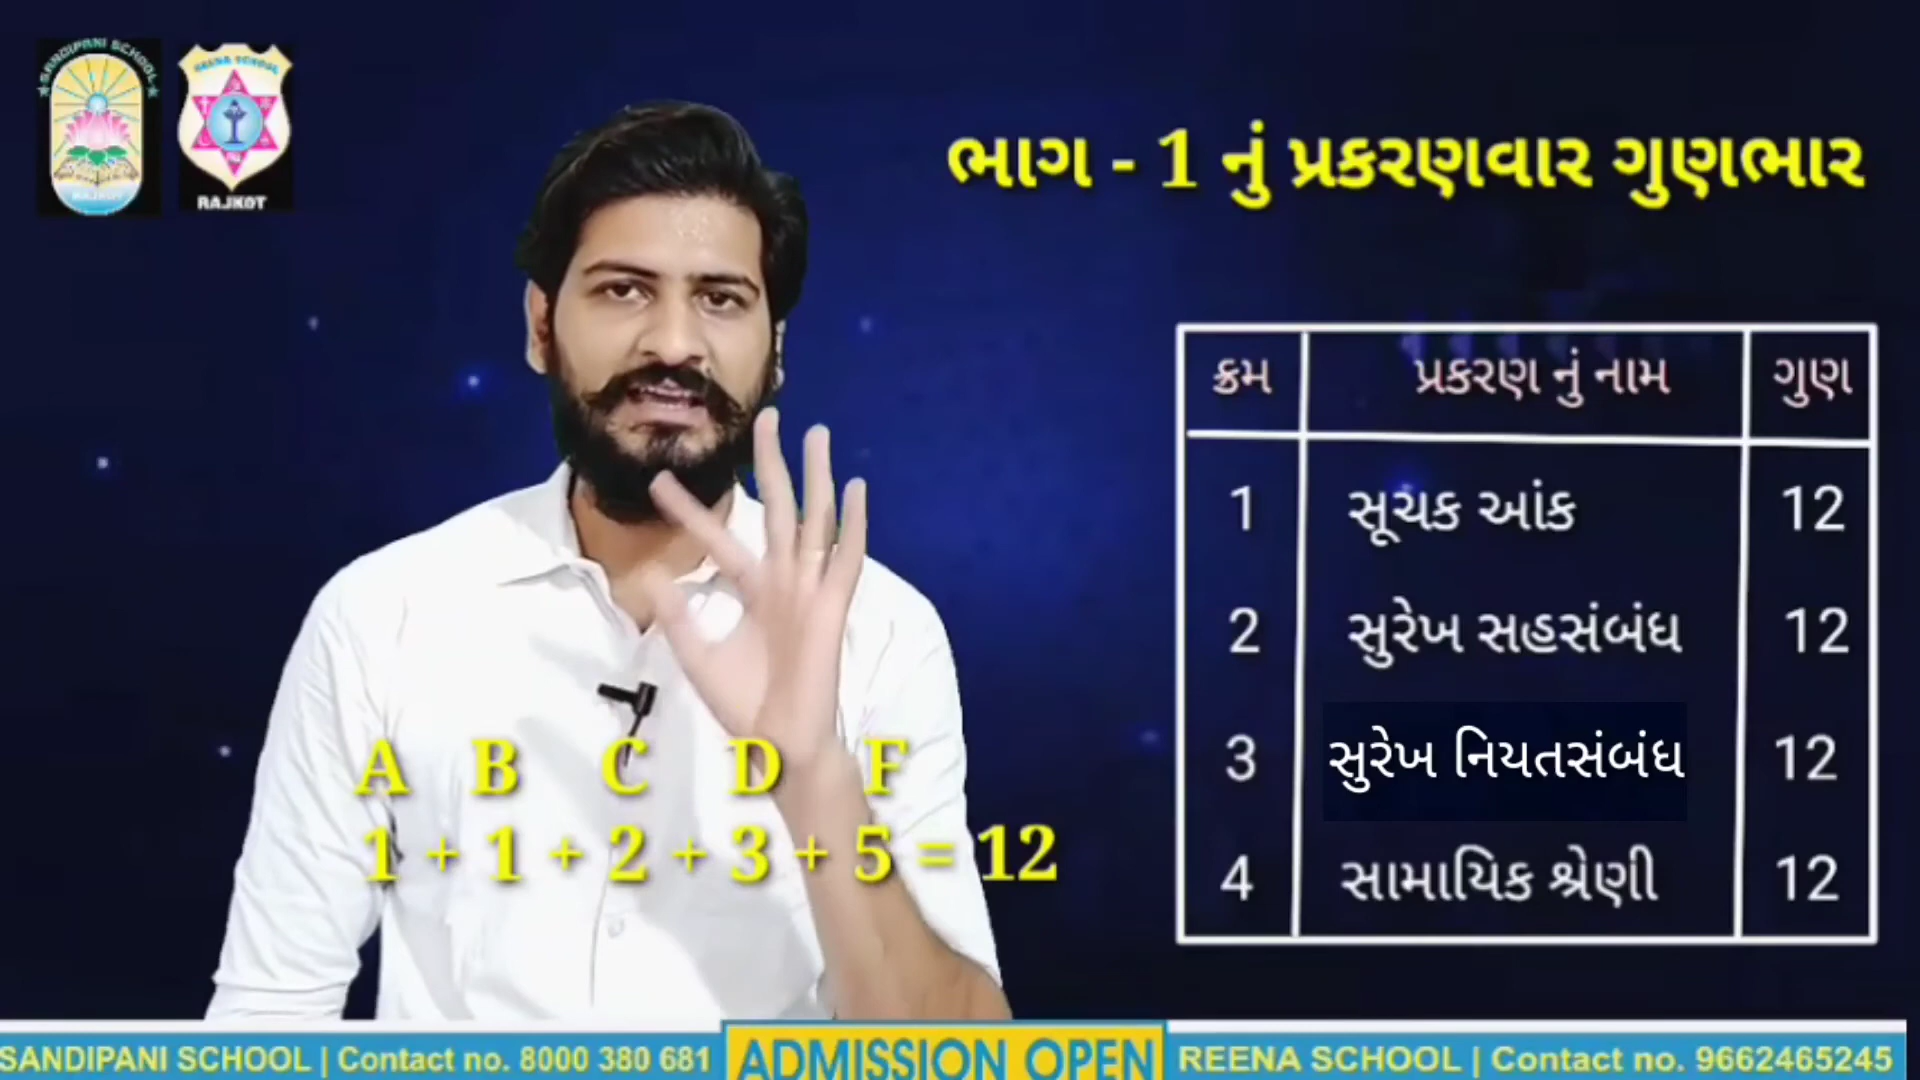 SANDIPANI SCHOOL
RAJKOT
REENA SCHOOL
RAJKOT
ભાગ - 1 નું પ્રકરણવાર ગુણભાર
ક્રમ પ્રકરણ નું નામ ગુણ
1 સૂચક આંક 12
2 સુરેખ સહસંબંધ 12
3 સુરેખ નિયતસંબંધ 12
4 સામાયિક શ્રેણી 12
A B C D F
1 + 1 + 2 + 3 + 5 = 12
SANDIPANI SCHOOL | Contact no. 8000 380 681 ADMISSION OPEN REENA SCHOOL | Contact no. 9662465245